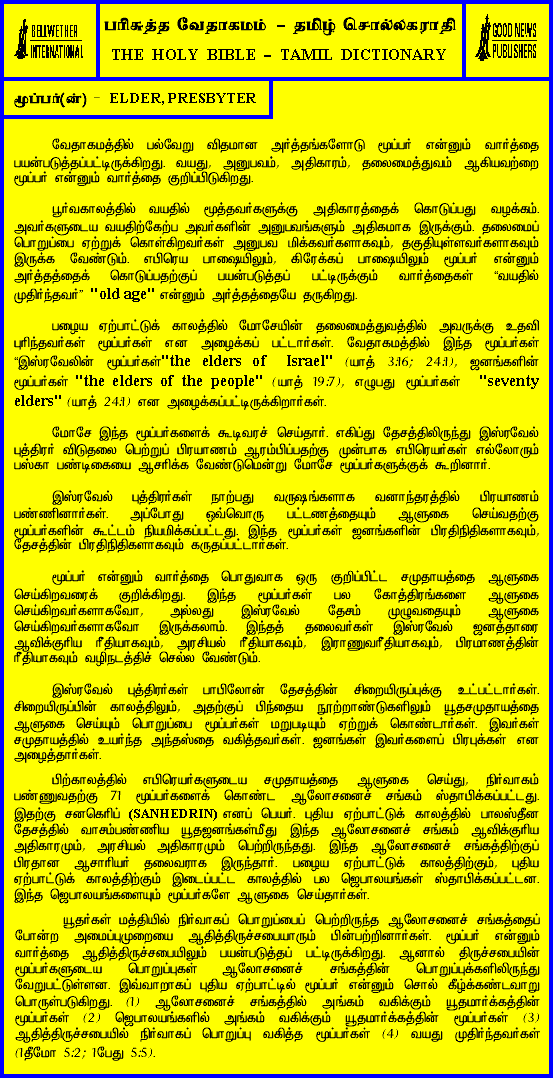 BELLWETHER
INTERNATIONAL
பரிசுத்த வேதாகமம் – தமிழ் சொல்லகராதி
THE HOLY BIBLE – TAMIL DICTIONARY
GOOD NEWS
PUBLISHERS
மூப்பர்(ன்) – ELDER, PRESBYTER
வேதாகமத்தில் பல்வேறு விதமான அர்த்தங்களோடு மூப்பர் என்னும் வார்த்தை
பயன்படுத்தப்பட்டிருக்கிறது. வயது, அனுபவம், அதிகாரம், தலைமைத்துவம் ஆகியவற்றை
மூப்பர் என்னும் வார்த்தை குறிப்பிடுகிறது.
பூர்வகாலத்தில் வயதில் மூத்தவர்களுக்கு அதிகாரத்தைக் கொடுப்பது வழக்கம்.
அவர்களுடைய வயதிற்கேற்ப அவர்களின் அனுபவங்களும் அதிகமாக இருக்கும். தலைமைப்
பொறுப்பை ஏற்றுக் கொள்கிறவர்கள் அனுபவ மிக்கவர்களாகவும், தகுதியுள்ளவர்களாகவும்
இருக்க வேண்டும். எபிரெய பாஷையிலும், கிரேக்கப் பாஷையிலும் மூப்பர் என்னும்
அர்த்தத்தைக் கொடுப்பதற்குப் பயன்படுத்தப் பட்டிருக்கும் வார்த்தைகள் “வயதில்
முதிர்ந்தவர்” "old age" என்னும் அர்த்தத்தையே தருகிறது.
பழைய ஏற்பாட்டுக் காலத்தில் மோசேயின் தலைமைத்துவத்தில் அவருக்கு உதவி
புரிந்தவர்கள் மூப்பர்கள் என அழைக்கப் பட்டார்கள். வேதாகமத்தில் இந்த மூப்பர்கள்
“இஸ்ரவேலின் மூப்பர்கள்"the elders of Israel" (யாத் 3:16; 24:1), ஜனங்களின்
மூப்பர்கள் "the elders of the people" (யாத் 19:7), எழுபது மூப்பர்கள் "seventy
elders" (யாத் 24:1) என அழைக்கப்பட்டிருக்கிறார்கள்.
மோசே இந்த மூப்பர்களைக் கூடிவரச் செய்தார். எகிப்து தேசத்திலிருந்து இஸ்ரவேல்
புத்திரர் விடுதலை பெற்றுப் பிரயாணம் ஆரம்பிப்பதற்கு முன்பாக எபிரெயர்கள் எல்லோரும்
பஸ்கா பண்டிகையை ஆசரிக்க வேண்டுமென்று மோசே மூப்பர்களுக்குக் கூறினார்.
இஸ்ரவேல் புத்திரர்கள் நாற்பது வருஷங்களாக வனாந்தரத்தில் பிரயாணம்
பண்ணினார்கள். அப்போது ஒவ்வொரு பட்டணத்தையும் ஆளுகை செய்வதற்கு
மூப்பர்களின் கூட்டம் நியமிக்கப்பட்டது. இந்த மூப்பர்கள் ஜனங்களின் பிரதிநிதிகளாகவும்,
தேசத்தின் பிரதிநிதிகளாகவும் கருதப்பட்டார்கள்.
மூப்பர் என்னும் வார்த்தை பொதுவாக ஒரு குறிப்பிட்ட சமுதாயத்தை ஆளுகை
செய்கிறவரைக் குறிக்கிறது. இந்த மூப்பர்கள் பல கோத்திரங்களை ஆளுகை
செய்கிறவர்களாகவோ, அல்லது இஸ்ரவேல் தேசம் முழுவதையும் ஆளுகை
செய்கிறவர்களாகவோ இருக்கலாம். இந்தத் தலைவர்கள் இஸ்ரவேல் ஜனத்தாரை
ஆவிக்குரிய ரீதியாகவும், அரசியல் ரீதியாகவும், இராணுவரீதியாகவும், பிரமாணத்தின்
ரீதியாகவும் வழிநடத்திச் செல்ல வேண்டும்.
இஸ்ரவேல் புத்திரர்கள் பாபிலோன் தேசத்தின் சிறையிருப்புக்கு உட்பட்டார்கள்.
சிறையிருப்பின் காலத்திலும், அதற்குப் பிந்தைய நூற்றாண்டுகளிலும் யூதசமுதாயத்தை
ஆளுகை செய்யும் பொறுப்பை மூப்பர்கள் மறுபடியும் ஏற்றுக் கொண்டார்கள். இவர்கள்
சமுதாயத்தில் உயர்ந்த அந்தஸ்தை வகித்தவர்கள். ஜனங்கள் இவர்களைப் பிரபுக்கள் என
அழைத்தார்கள்.
பிற்காலத்தில் எபிரெயர்களுடைய சமுதாயத்தை ஆளுகை செய்து, நிர்வாகம்
பண்ணுவதற்கு 71 மூப்பர்களைக் கொண்ட ஆலோசனைச் சங்கம் ஸ்தாபிக்கப்பட்டது.
இதற்கு சனகெரிப் (SANHEDRIN) எனப் பெயர். புதிய ஏற்பாட்டுக் காலத்தில் பாலஸ்தீன
தேசத்தில் வாசம்பண்ணிய யூதஜனங்கள்மீது இந்த ஆலோசனைச் சங்கம் ஆவிக்குரிய
அதிகாரமும், அரசியல் அதிகாரமும் பெற்றிருந்தது. இந்த ஆலோசனைச் சங்கத்திற்குப்
பிரதான ஆசாரியர் தலைவராக இருந்தார். பழைய ஏற்பாட்டுக் காலத்திற்கும், புதிய
ஏற்பாட்டுக் காலத்திற்கும் இடைப்பட்ட காலத்தில் பல ஜெபாலயங்கள் ஸ்தாபிக்கப்பட்டன.
இந்த ஜெபாலயங்களையும் மூப்பர்களே ஆளுகை செய்தார்கள்.
யூதர்கள் மத்தியில் நிர்வாகப் பொறுப்பைப் பெற்றிருந்த ஆலோசனைச் சங்கத்தைப்
போன்ற அமைப்புமுறையை ஆதித்திருச்சபையாரும் பின்பற்றினார்கள். மூப்பர் என்னும்
வார்த்தை ஆதித்திருச்சபையிலும் பயன்படுத்தப் பட்டிருக்கிறது. ஆனால் திருச்சபையின்
மூப்பர்களுடைய பொறுப்புகள் ஆலோசனைச் சங்கத்தின் பொறுப்புக்களிலிருந்து
வேறுபட்டுள்ளன. இவ்வாறாகப் புதிய ஏற்பாட்டில் மூப்பர் என்னும் சொல் கீழ்க்கண்டவாறு
பொருள்படுகிறது. (1) ஆலோசனைச் சங்கத்தில் அங்கம் வகிக்கும் யூதமார்க்கத்தின்
மூப்பர்கள் (2) ஜெபாலயங்களில் அங்கம் வகிக்கும் யூதமார்க்கத்தின் மூப்பர்கள் (3)
ஆதித்திருச்சபையில் நிர்வாகப் பொறுப்பு வகித்த மூப்பர்கள் (4) வயது முதிர்ந்தவர்கள்
(1தீமோ 5:2; 1பேது 5:5).